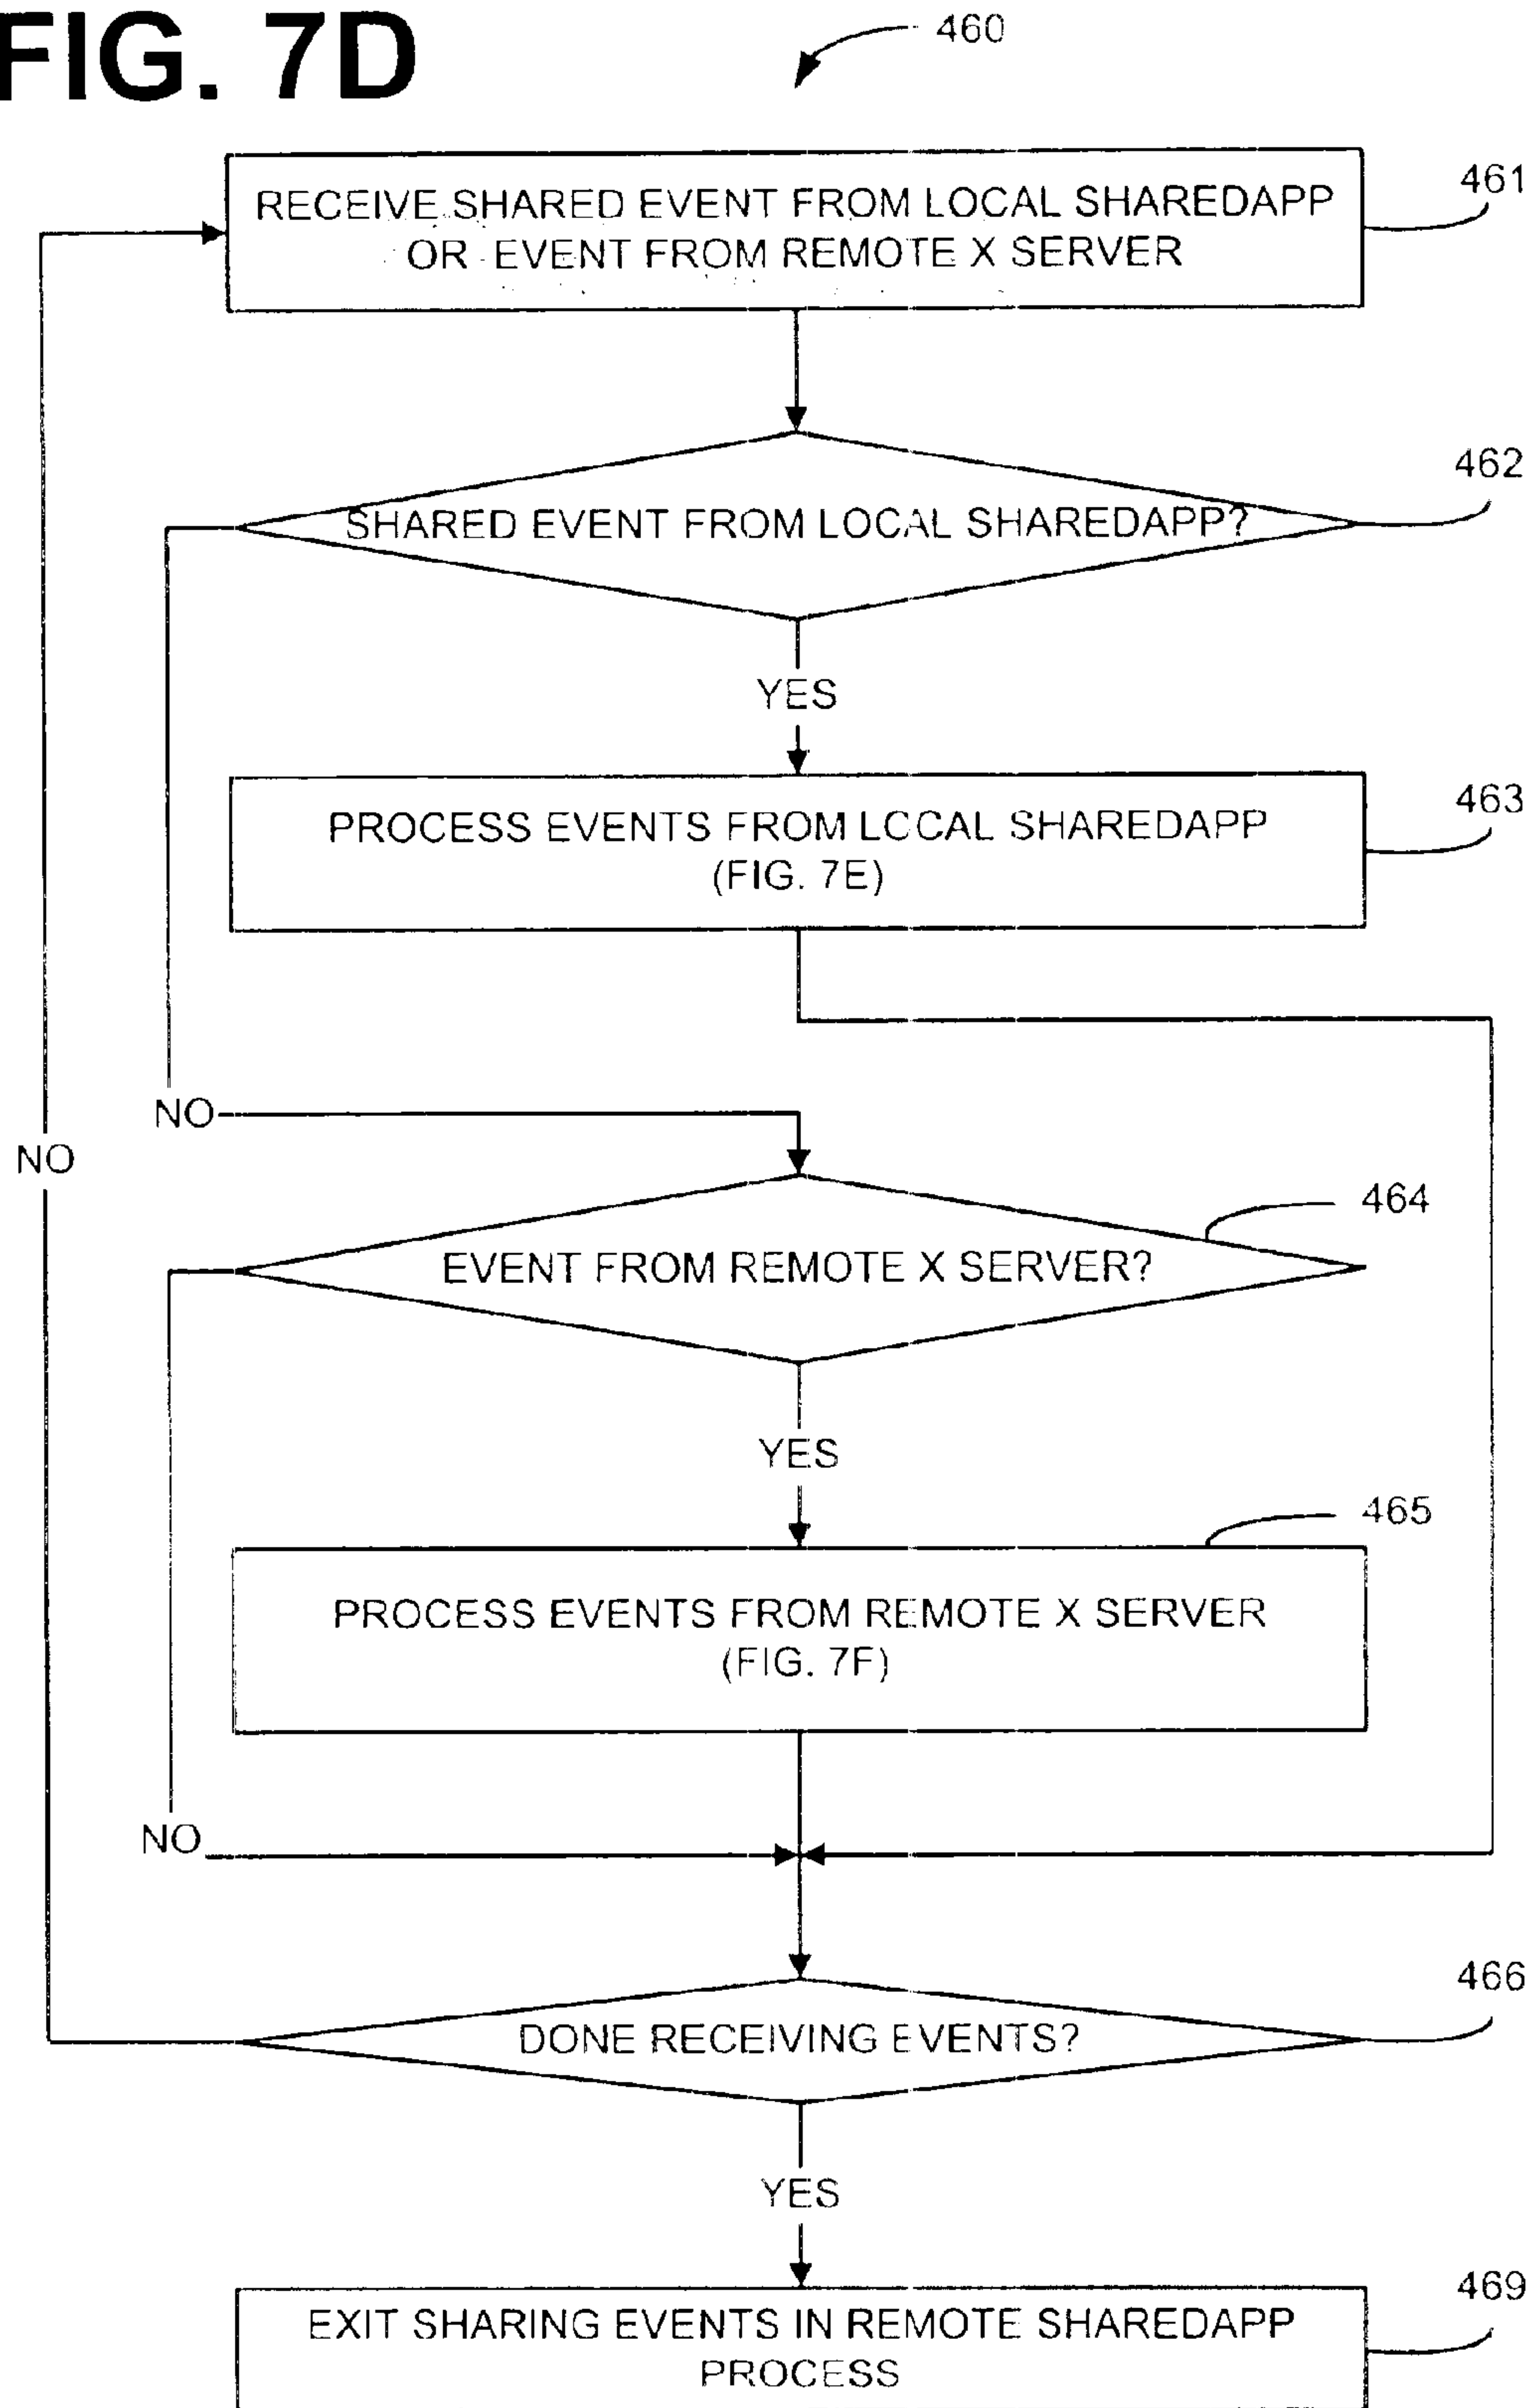 FIG. 7D
460
RECEIVE SHARED EVENT FROM LOCAL SHAREDAPP
OR EVENT FROM REMOTE X SERVER
461
SHARED EVENT FROM LOCAL SHAREDAPP?
462
YES
PROCESS EVENTS FROM LOCAL SHAREDAPP
(FIG. 7E)
463
NO
NO
464
EVENT FROM REMOTE X SERVER?
YES
465
PROCESS EVENTS FROM REMOTE X SERVER
(FIG. 7F)
NO
466
DONE RECEIVING EVENTS?
YES
469
EXIT SHARING EVENTS IN REMOTE SHAREDAPP
PROCESS